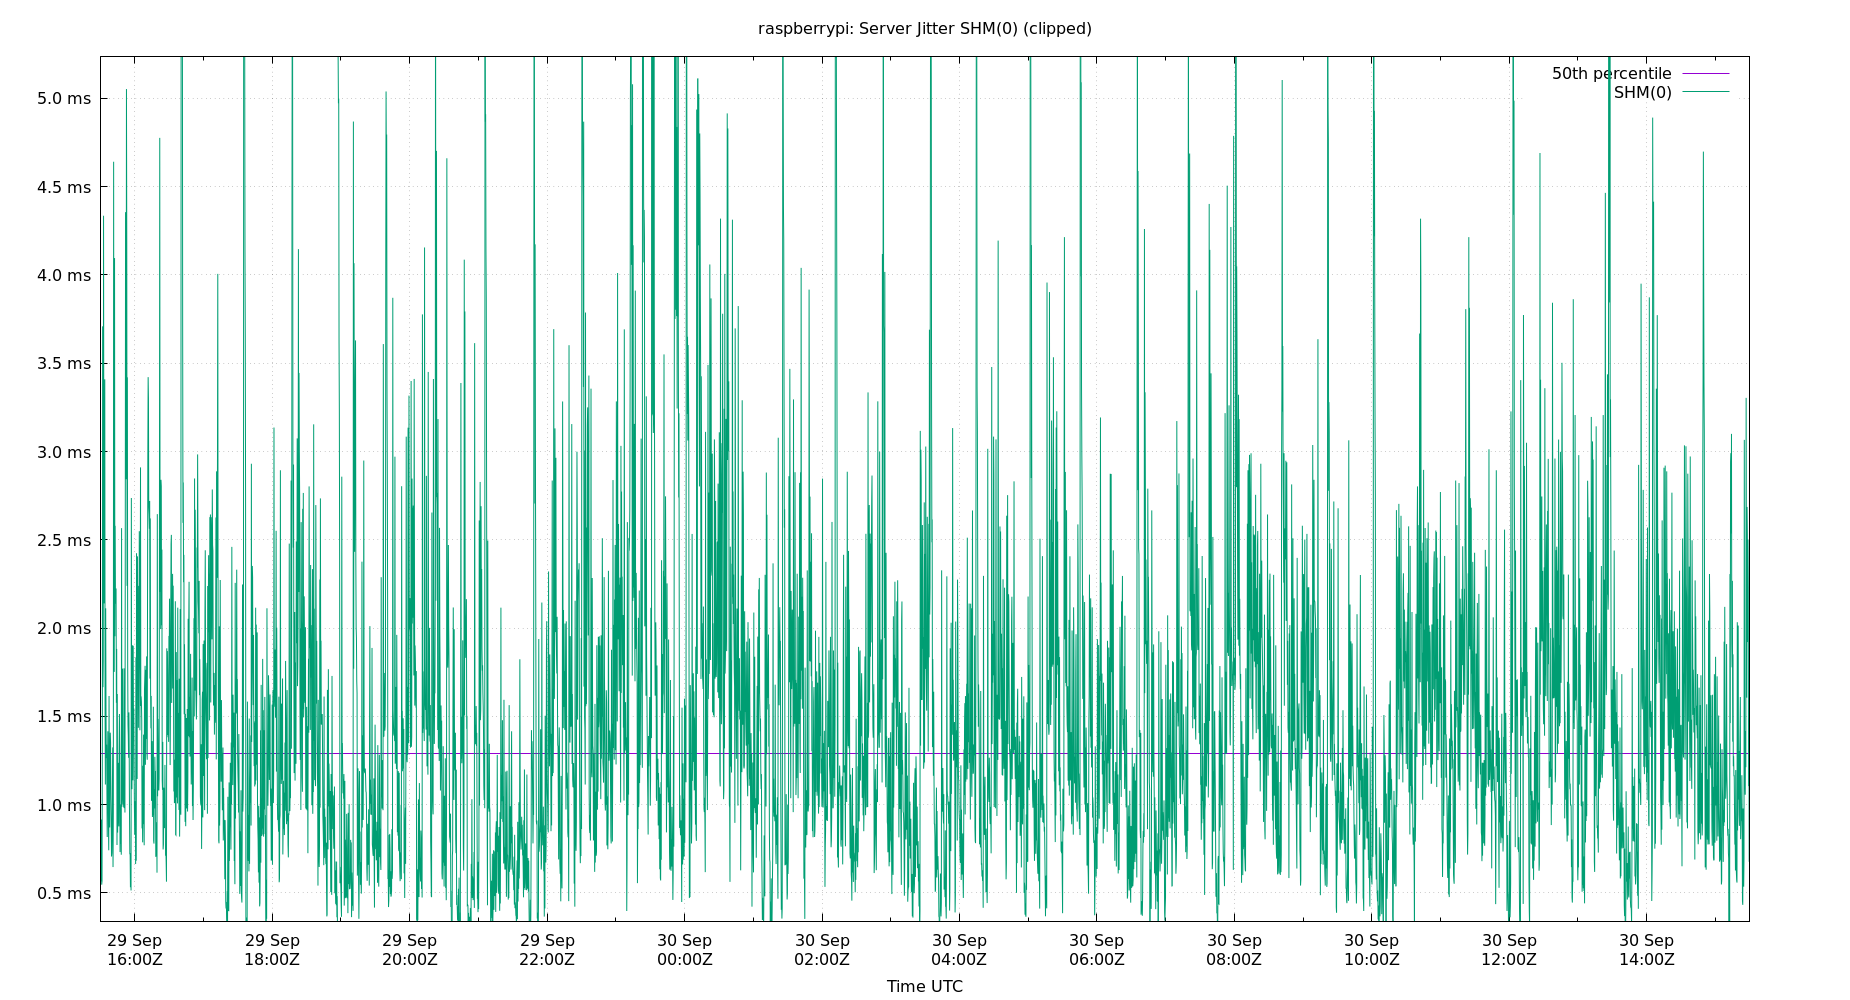 raspberrypi: Server Jitter SHM(0) (clipped)
50th percentile
SHM(0)
5.0 ms
4.5 ms
4.0 ms
3.5 ms
3.0 ms
2.5 ms
2.0 ms
1.5 ms
1.0 ms
0.5 ms
29 Sep 29 Sep 29 Sep 29 Sep 30 Sep 30 Sep 30 Sep 30 Sep 30 Sep 30 Sep 30 Sep 30 Sep
16:00Z 18:00Z 20:00Z 22:00Z 00:00Z 02:00Z 04:00Z 06:00Z 08:00Z 10:00Z 12:00Z 14:00Z
Time UTC